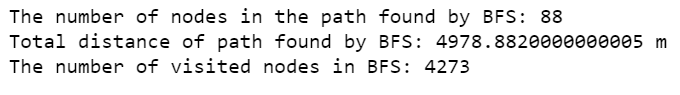 The number of nodes in the path found by BFS: 88
Total distance of path found by BFS: 4978.8820000000005 m
The number of visited nodes in BFS: 4273